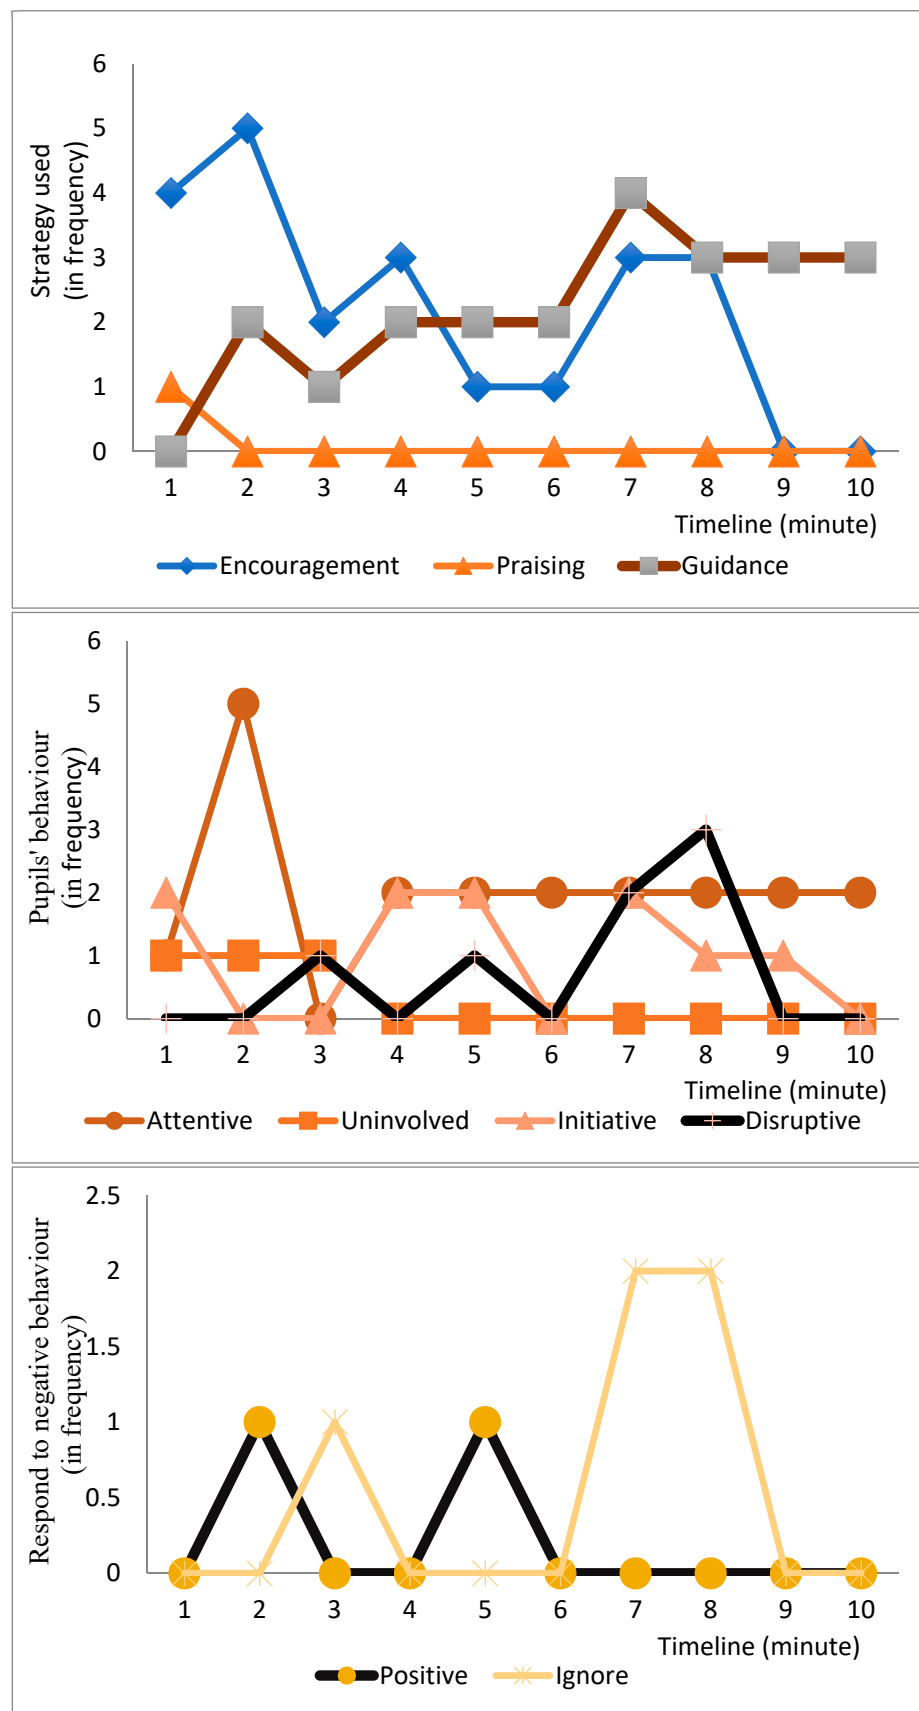 6
5
4
3
2
1
0
Strategy used
(in frequency)
1 2 3 4 5 6 7 8 9 10
Timeline (minute)
Encouragement Praising Guidance
6
5
4
3
2
1
0
Pupils' behaviour
(in frequency)
1 2 3 4 5 6 7 8 9 10
Timeline (minute)
Attentive Uninvolved Initiative Disruptive
2.5
2
1.5
1
0.5
0
Respond to negative behaviour
(in frequency)
1 2 3 4 5 6 7 8 9 10
Timeline (minute)
Positive Ignore